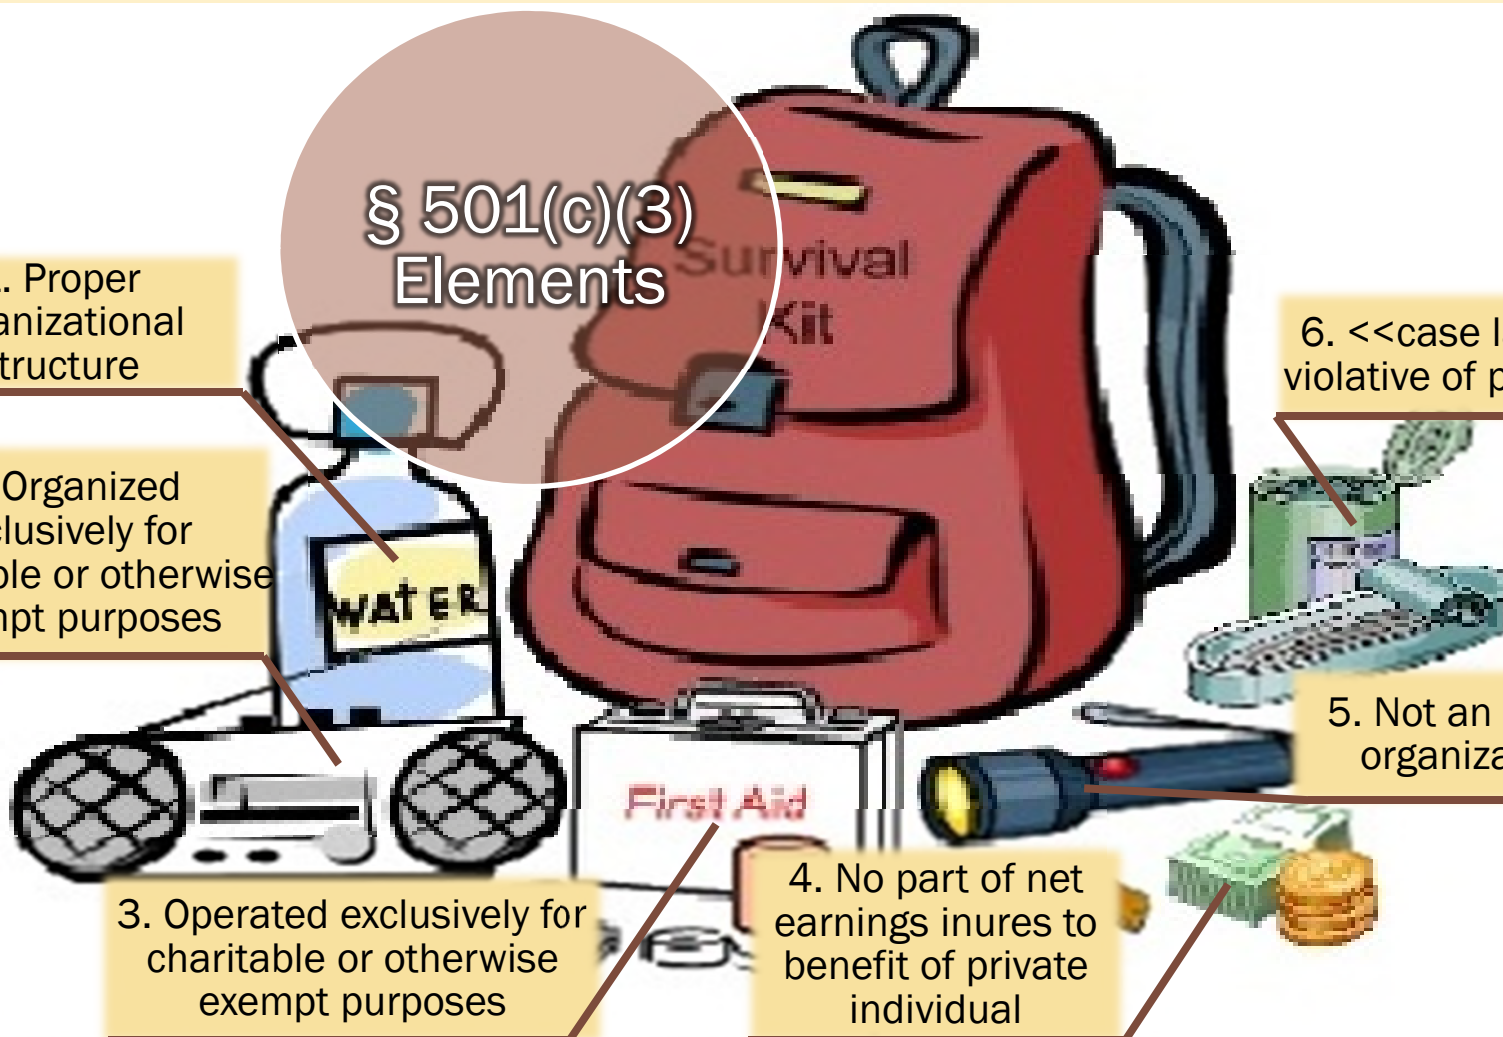 § 501(c)(3)
Elements
Survival
Kit
. Proper
anizational
tructure
Organized
clusively for
ble or otherwise
mpt purposes
WATER
First Aid
3. Operated exclusively for
charitable or otherwise
exempt purposes
4. No part of net
earnings inures to
benefit of private
individual
5. Not an
organiza
6. <<case l
violative of p